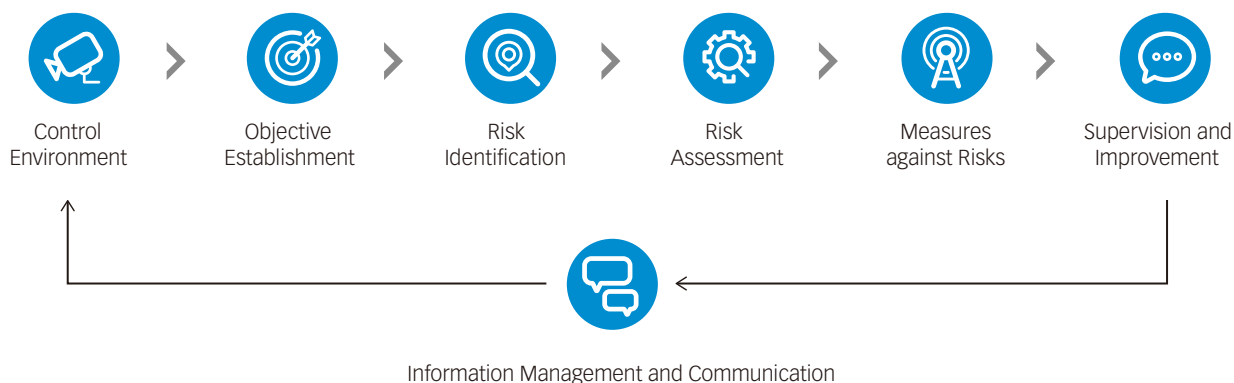 Control
Environment
Objective
Establishment
Risk
Identification
Risk
Assessment
Measures
against Risks
Supervision and
Improvement
Information Management and Communication